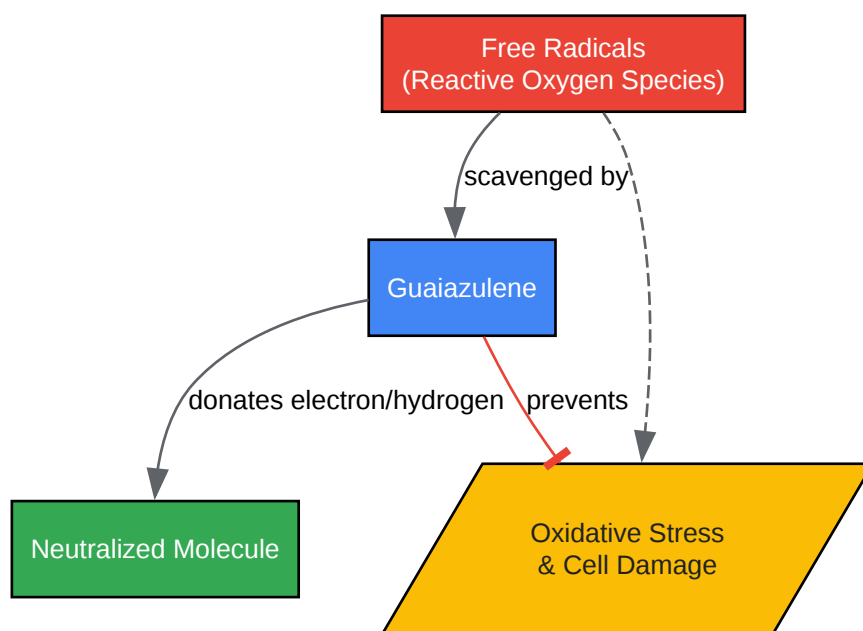 Free Radicals
(Reactive Oxygen Species)
scavenged by
Guaiazulene
donates electron/hydrogen
prevents
Neutralized Molecule
Oxidative Stress
& Cell Damage